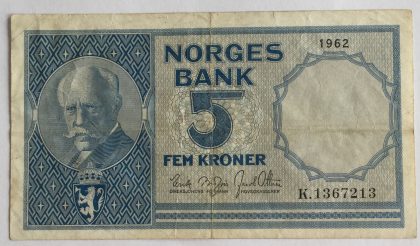 1962
NORGES
BANK
5
FEM KRONER
K.1367213